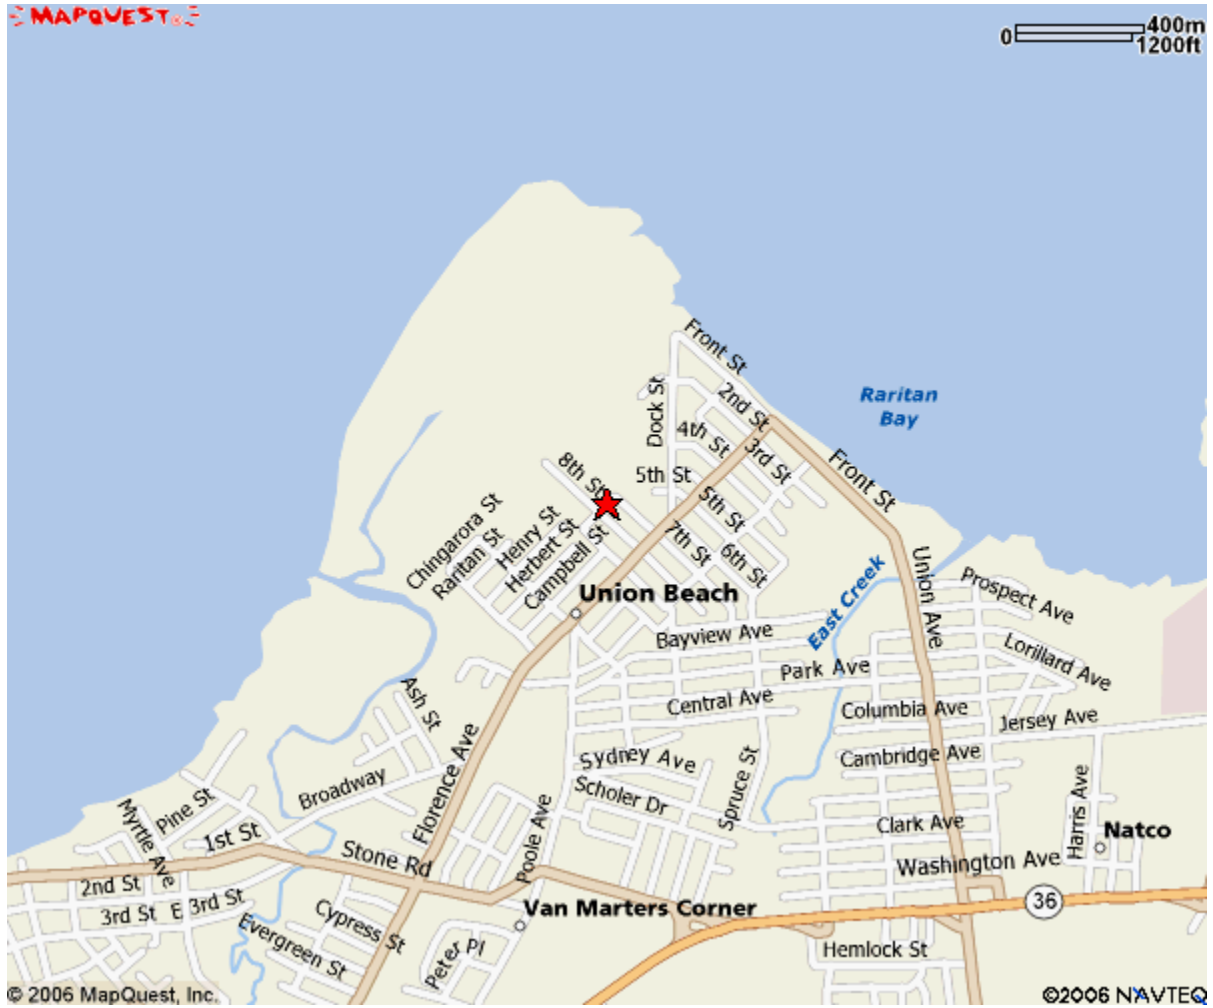 MAPQUEST
400m
0
1200ft
Front St
Raritan
Bay
Dock St
2nd St
4th St
3rd St
Front St
8th St
5th St
5th St
Chingarora St
Raritan St
Henry St
Herbert St
Campbell St
7th St
6th St
Union Beach
East Creek
Union Ave
Prospect Ave
Bayview Ave
Lorillard Ave
Park Ave
Central Ave
Columbia Ave
Jersey Ave
Ash St
Florence Ave
Sydney Ave
Cambridge Ave
Broadway
Scholer Dr
Spruce St
Harris Ave
Pine St
Myrtle Ave
1st St
Poole Ave
Clark Ave
Natco
Stone Rd
Washington Ave
2nd St
3rd St
E 3rd St
Cypress St
Van Marters Corner
36
Evergreen St
Peter Pl
Hemlock St
© 2006 MapQuest, Inc.
©2006 NAVTEQ